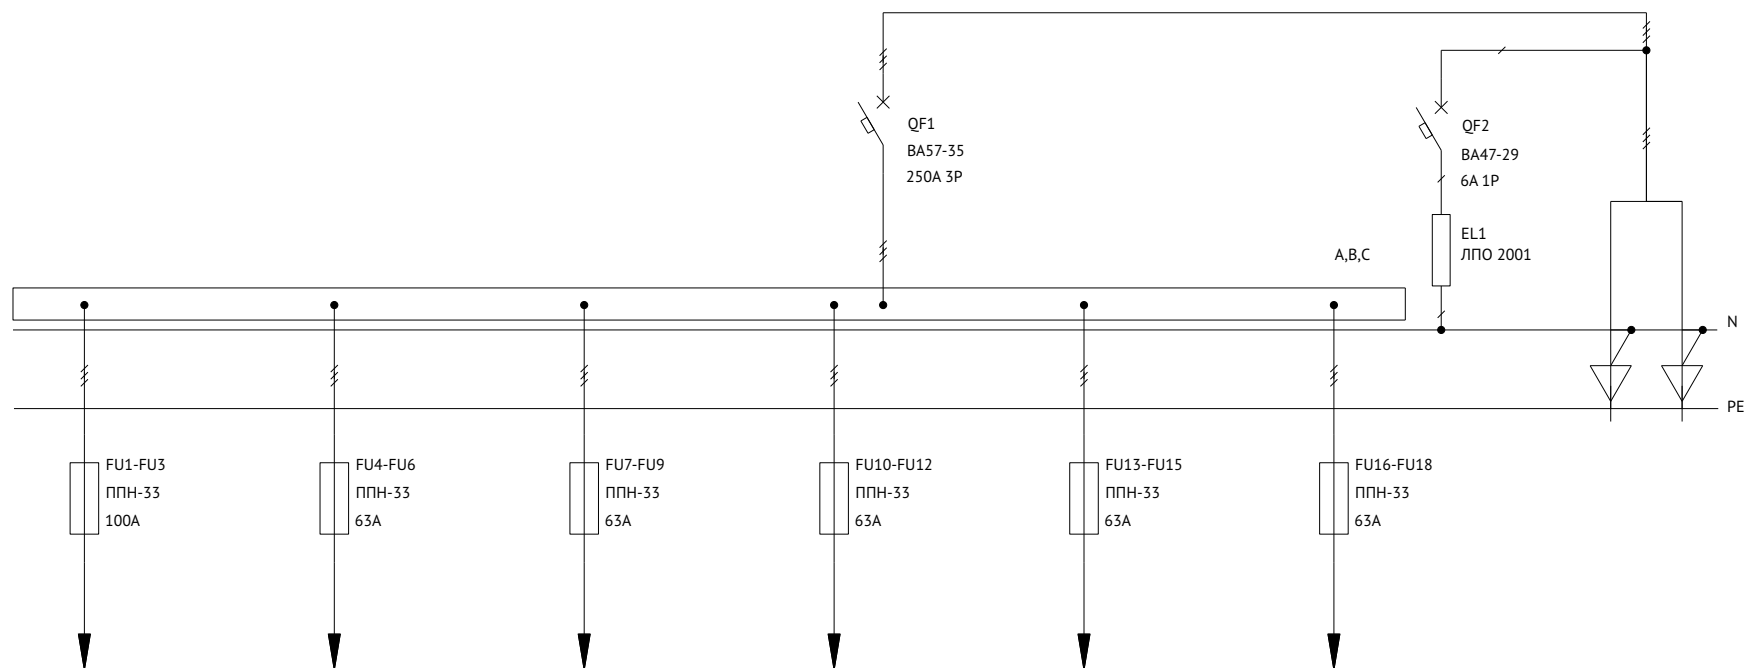 QF1
ВА57-35
250А 3Р
QF2
ВА47-29
6А 1Р
EL1
ЛПО 2001
А,В,С
N
PE
FU1-FU3
ППН-33
100А
FU4-FU6
ППН-33
63А
FU7-FU9
ППН-33
63А
FU10-FU12
ППН-33
63А
FU13-FU15
ППН-33
63А
FU16-FU18
ППН-33
63А